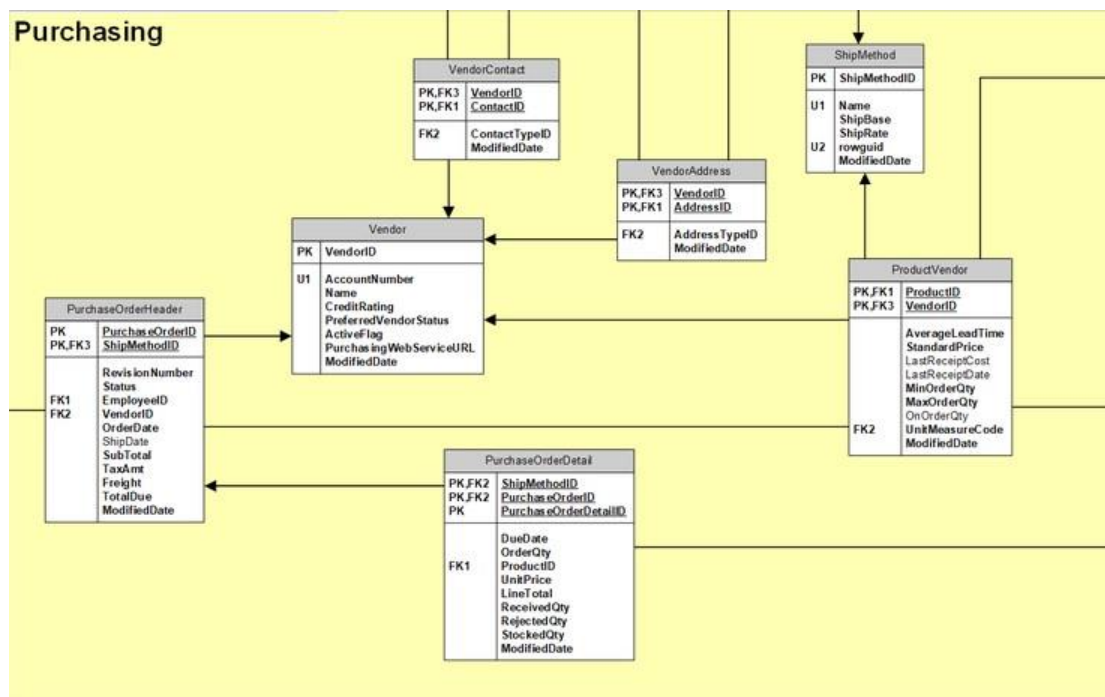 Purchasing
VendorContact
PK,FK3 VendorID
PK,FK1 ContactID
FK2 ContactTypeID
ModifiedDate
ShipMethod
PK ShipMethodID
U1 Name
ShipBase
ShipRate
U2 rowguid
ModifiedDate
VendorAddress
PK,FK3 VendorID
PK,FK1 AddressID
FK2 AddressTypeID
ModifiedDate
Vendor
PK VendorID
U1 AccountNumber
Name
CreditRating
PreferredVendorStatus
ActiveFlag
PurchasingWebServiceURL
ModifiedDate
ProductVendor
PK,FK1 ProductID
PK,FK3 VendorID
AverageLeadTime
StandardPrice
LastReceiptCost
LastReceiptDate
MinOrderQty
MaxOrderQty
OnOrderQty
FK2 UnitMeasureCode
ModifiedDate
PurchaseOrderHeader
PK PurchaseOrderID
PK,FK3 ShipMethodID
RevisionNumber
Status
FK1 EmployeeID
FK2 VendorID
OrderDate
ShipDate
SubTotal
TaxAmt
Freight
TotalDue
ModifiedDate
PurchaseOrderDetail
PK,FK2 ShipMethodID
PK,FK2 PurchaseOrderID
PK PurchaseOrderDetailID
DueDate
OrderQty
FK1 ProductID
UnitPrice
LineTotal
ReceivedQty
RejectedQty
StockedQty
ModifiedDate